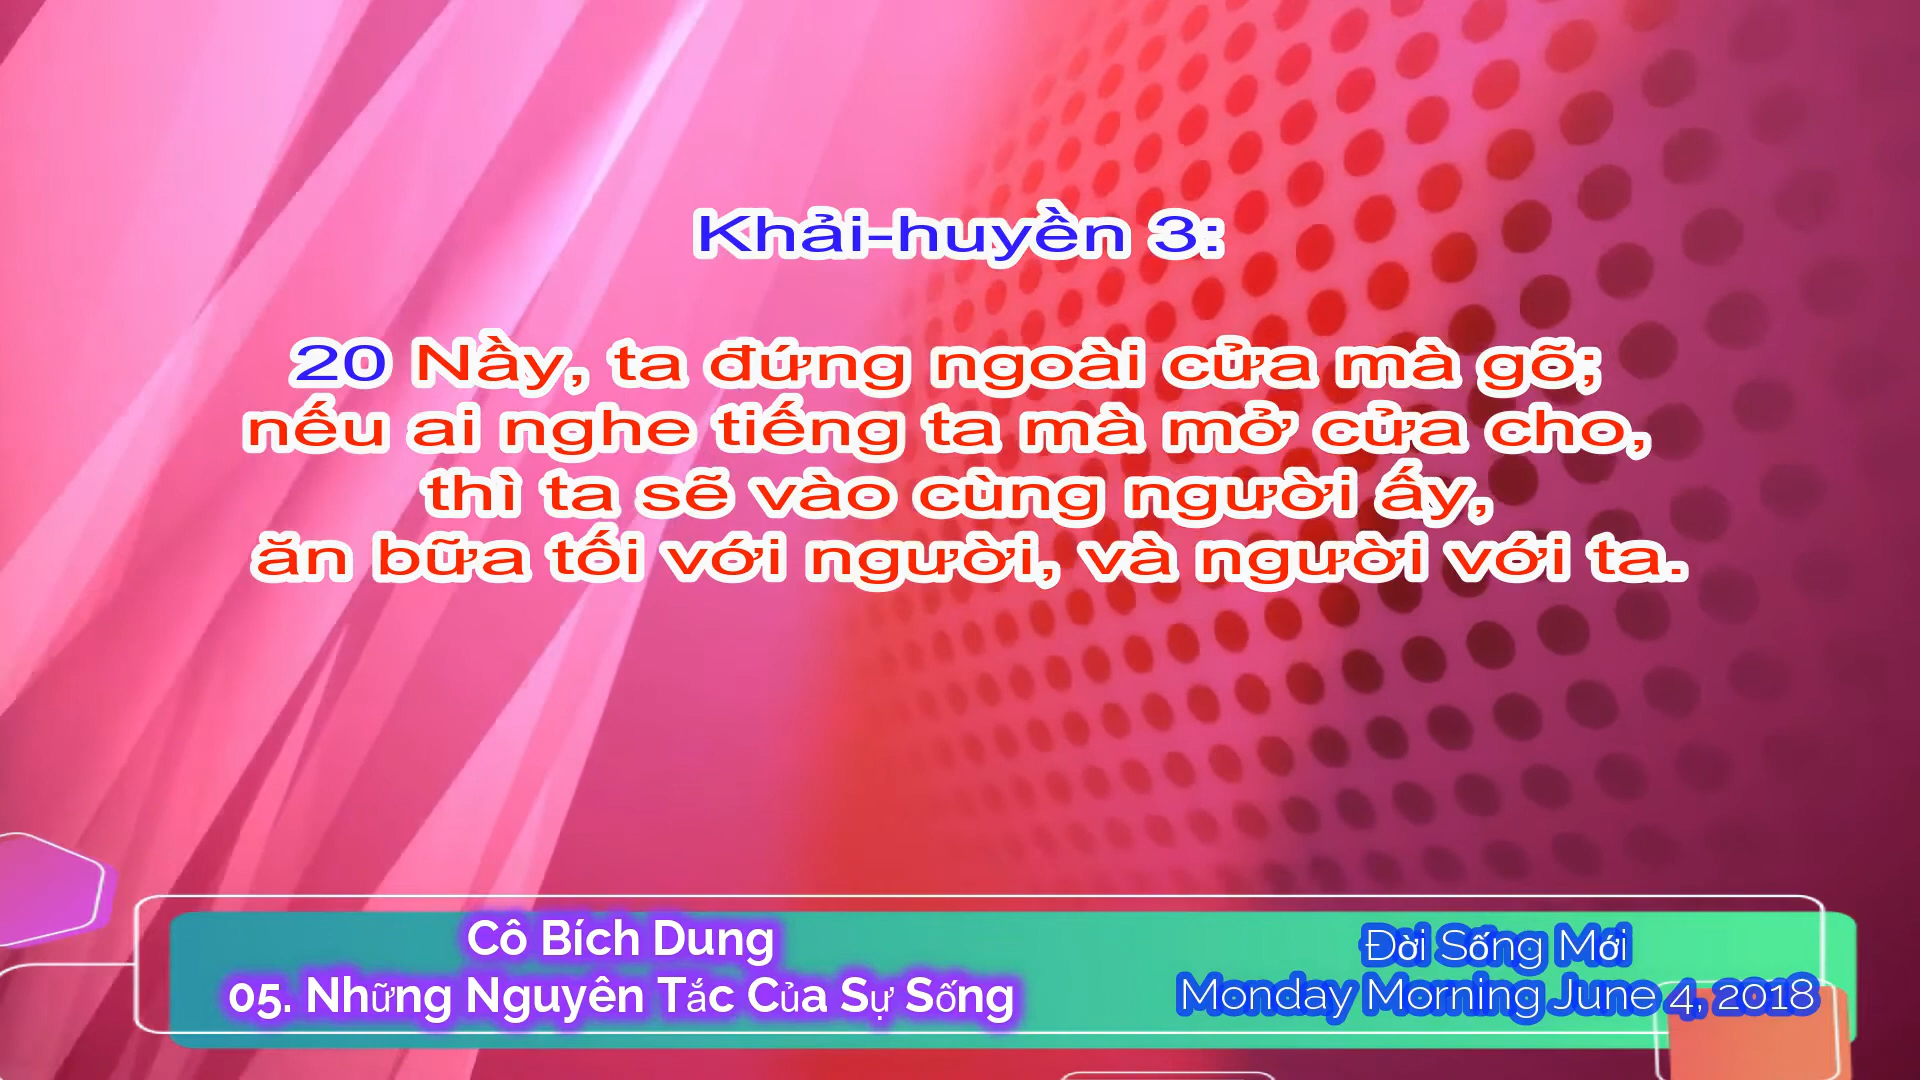 Khải-huyền 3:
20 Nầy, ta đứng ngoài cửa mà gõ;
nếu ai nghe tiếng ta mà mở cửa cho,
thì ta sẽ vào cùng người ấy,
ăn bữa tối với người, và người với ta.
Cô Bích Dung
05. Những Nguyên Tắc Của Sự Sống
Đời Sống Mới
Monday Morning June 4, 2018